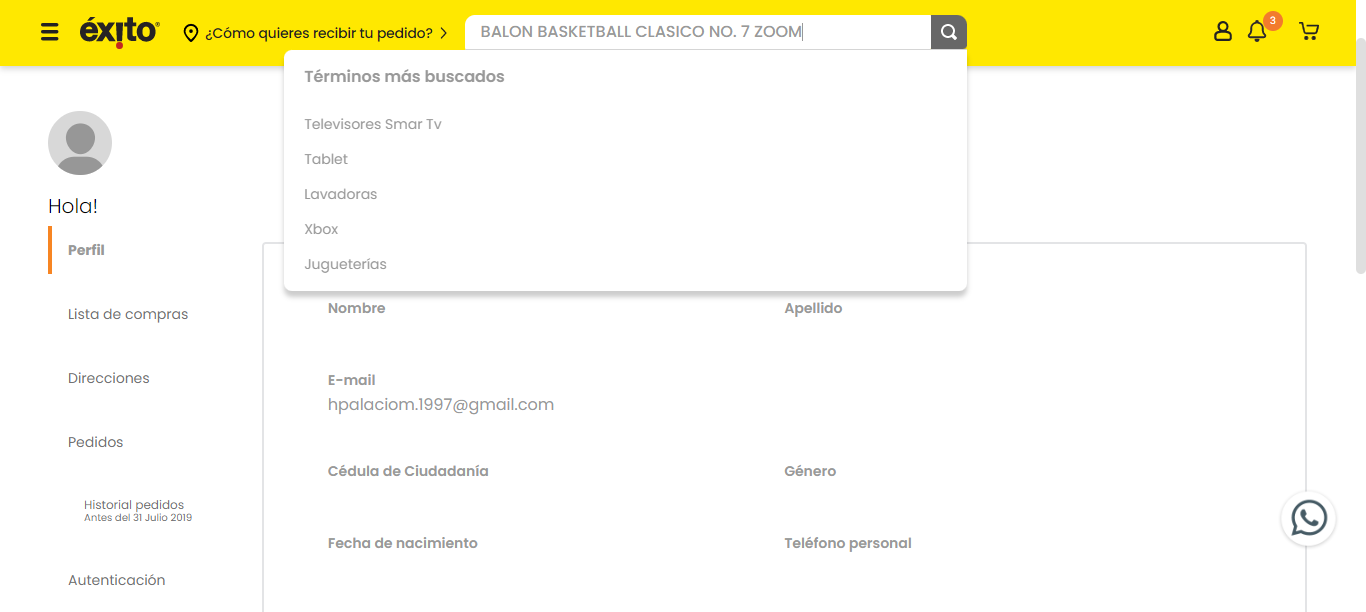 éxito
¿Cómo quieres recibir tu pedido?
BALON BASKETBALL CLASICO NO. 7 ZOOM
3
Términos más buscados
Televisores Smar Tv
Tablet
Lavadoras
Xbox
Jugueterías
Hola!
Perfil
Lista de compras
Direcciones
Pedidos
Historial pedidos
Antes del 31 Julio 2019
Autenticación
Nombre
Apellido
E-mail
hpalaciom.1997@gmail.com
Cédula de Ciudadanía
Género
Fecha de nacimiento
Teléfono personal